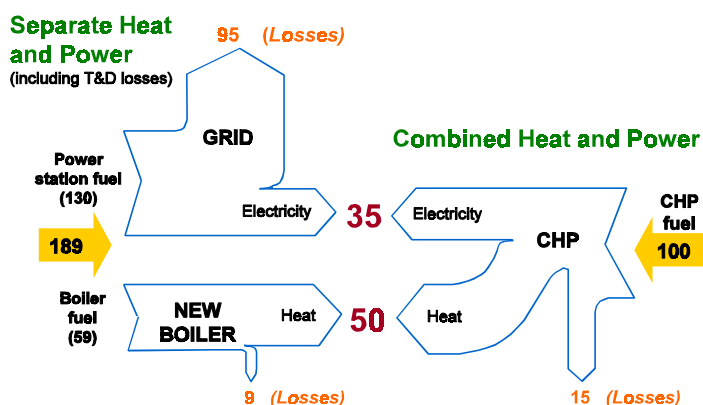 Separate Heat
and Power
(including T&D losses)
95 (Losses)
GRID
Combined Heat and Power
Power
station fuel
(130)
Electricity
35
Electricity
CHP
fuel
189
CHP
100
Boiler
fuel
(59)
NEW
BOILER
Heat
50
Heat
9 (Losses)
15 (Losses)